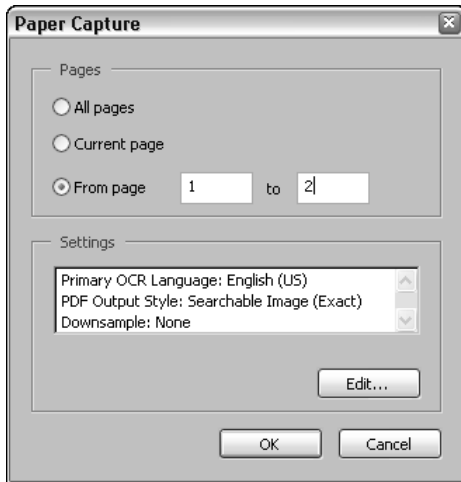 Paper Capture
Pages
All pages
Current page
From page 1 to 2
Settings
Primary OCR Language: English (US)
PDF Output Style: Searchable Image (Exact)
Downsample: None
Edit...
OK Cancel